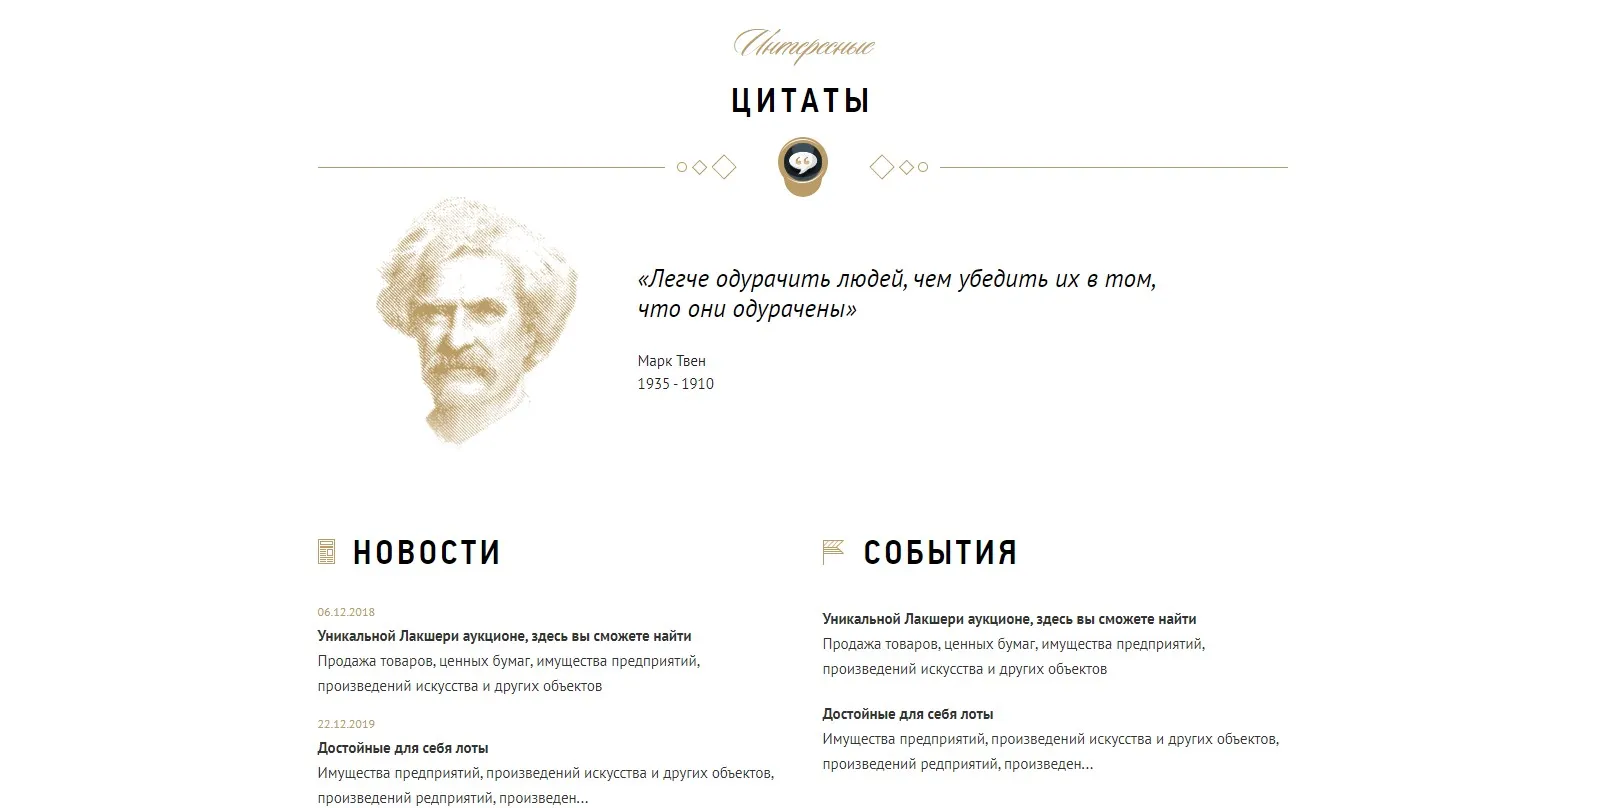 Интересные
ЦИТАТЫ
«Легче одурачить людей, чем убедить их в том,
что они одурачены»
Марк Твен
1935 - 1910
НОВОСТИ
06.12.2018
Уникальной Лакшери аукционе, здесь вы сможете найти
Продажа товаров, ценных бумаг, имущества предприятий,
произведений искусства и других объектов
22.12.2019
Достойные для себя лоты
Имущества предприятий, произведений искусства и других объектов,
произведений редприятий, произведен...
СОБЫТИЯ
Уникальной Лакшери аукционе, здесь вы сможете найти
Продажа товаров, ценных бумаг, имущества предприятий,
произведений искусства и других объектов
Достойные для себя лоты
Имущества предприятий, произведений искусства и других объектов,
произведений редприятий, произведен...